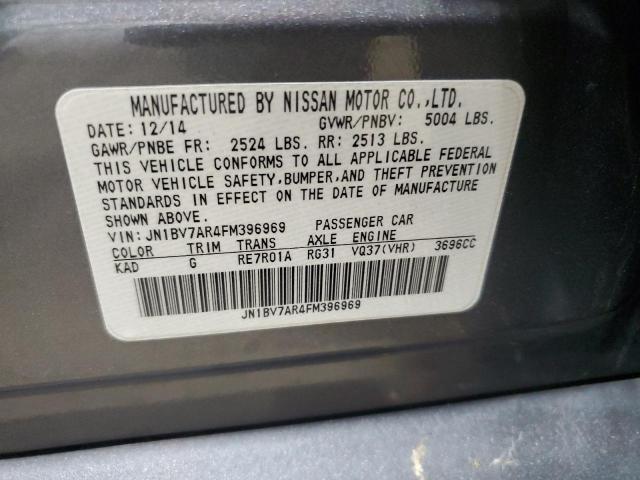 MANUFACTURED BY NISSAN MOTOR CO.,LTD.
DATE: 12/14 GVWR/PNBV: 5004 LBS.
GAWR/PNBE FR: 2524 LBS. RR: 2513 LBS.
THIS VEHICLE CONFORMS TO ALL APPLICABLE FEDERAL
MOTOR VEHICLE SAFETY,BUMPER,AND THEFT PREVENTION
STANDARDS IN EFFECT ON THE DATE OF MANUFACTURE
SHOWN ABOVE.
VIN: JN1BV7AR4FM396969 PASSENGER CAR
COLOR TRIM TRANS AXLE ENGINE
KAD G RE7R01A RG31 VQ37(VHR) 3696CC
JN1BV7AR4FM396969